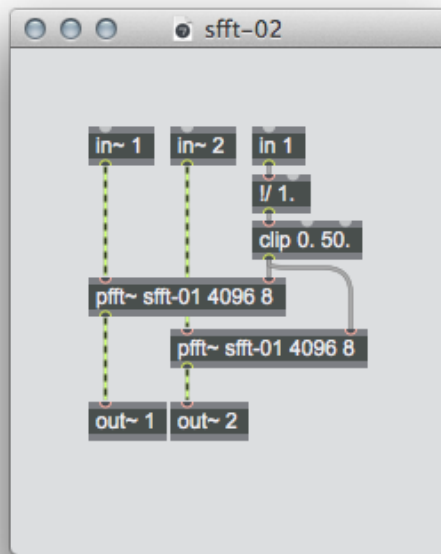 sfft-02
in~ 1
in~ 2
in 1
!/ 1.
clip 0. 50.
pfft~ sfft-01 4096 8
pfft~ sfft-01 4096 8
out~ 1
out~ 2